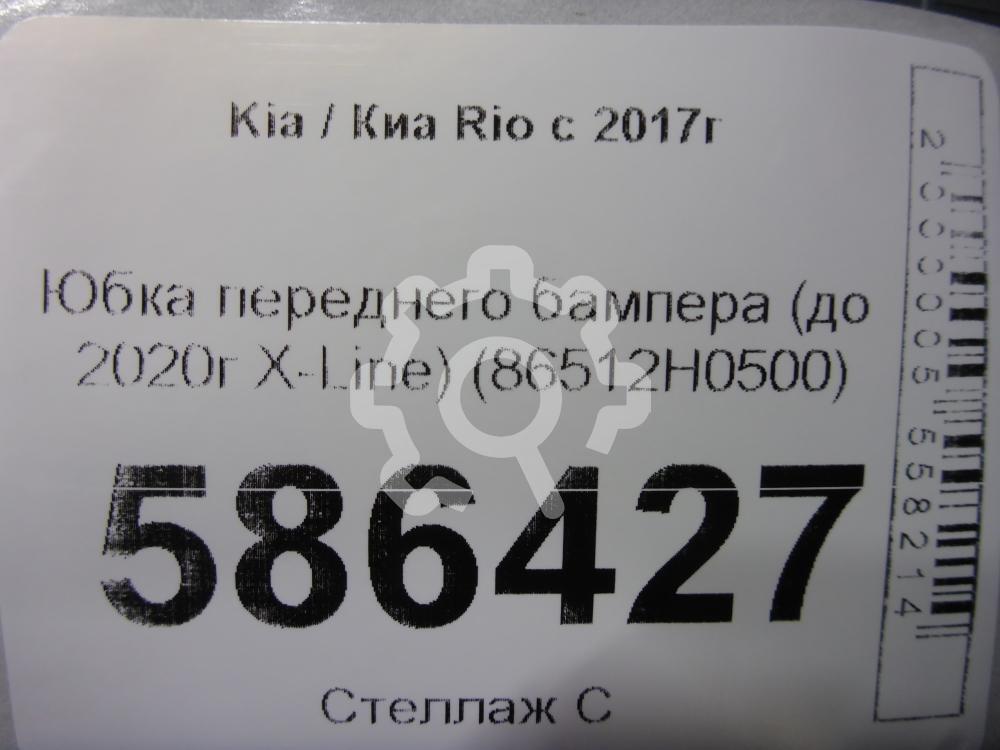 Kia / Киа Rio с 2017г
Юбка переднего бампера (до
2020г X-Line) (86512H0500)
586427
Стеллаж С
2000005558214